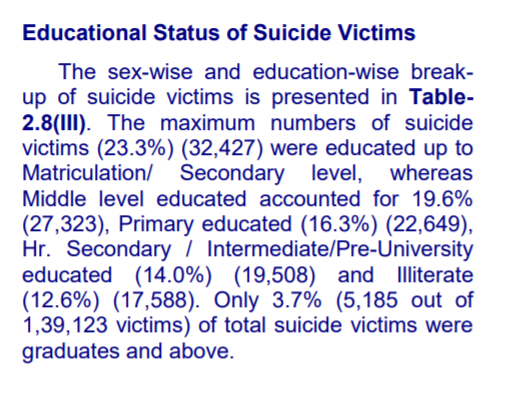 Educational Status of Suicide Victims
The sex-wise and education-wise break-
up of suicide victims is presented in Table-
2.8(III). The maximum numbers of suicide
victims (23.3%) (32,427) were educated up to
Matriculation/ Secondary level, whereas
Middle level educated accounted for 19.6%
(27,323), Primary educated (16.3%) (22,649),
Hr. Secondary / Intermediate/Pre-University
educated (14.0%) (19,508) and Illiterate
(12.6%) (17,588). Only 3.7% (5,185 out of
1,39,123 victims) of total suicide victims were
graduates and above.